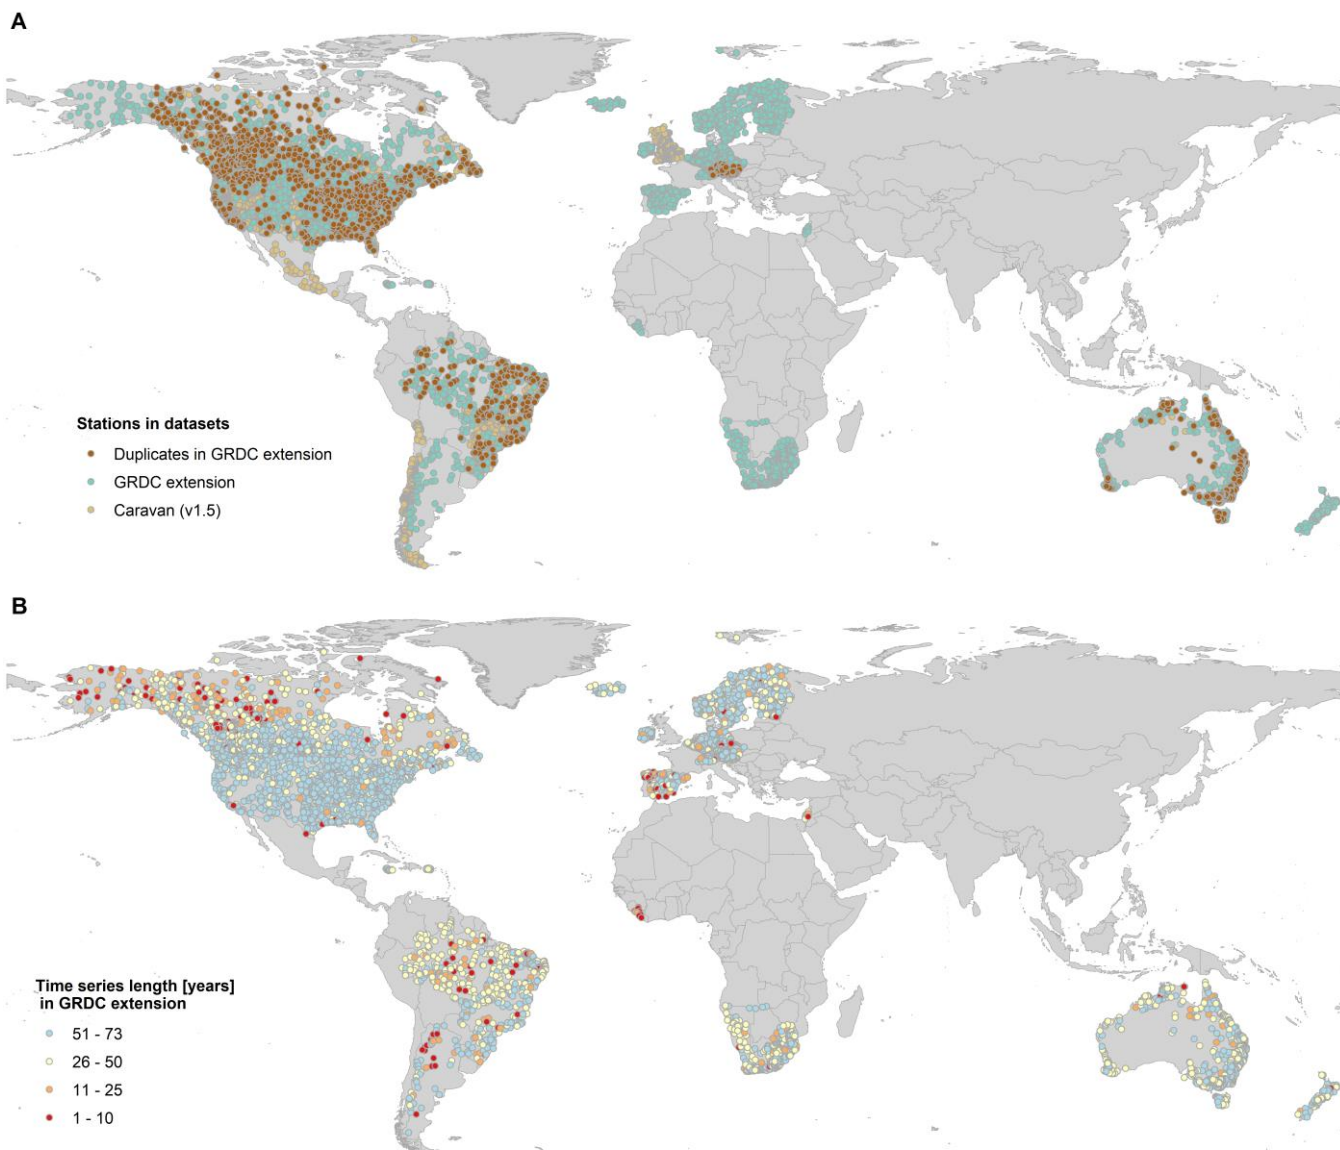 A
Stations in datasets
Duplicates in GRDC extension
GRDC extension
Caravan (v1.5)
B
Time series length [years]
in GRDC extension
51 - 73
26 - 50
11 - 25
1 - 10